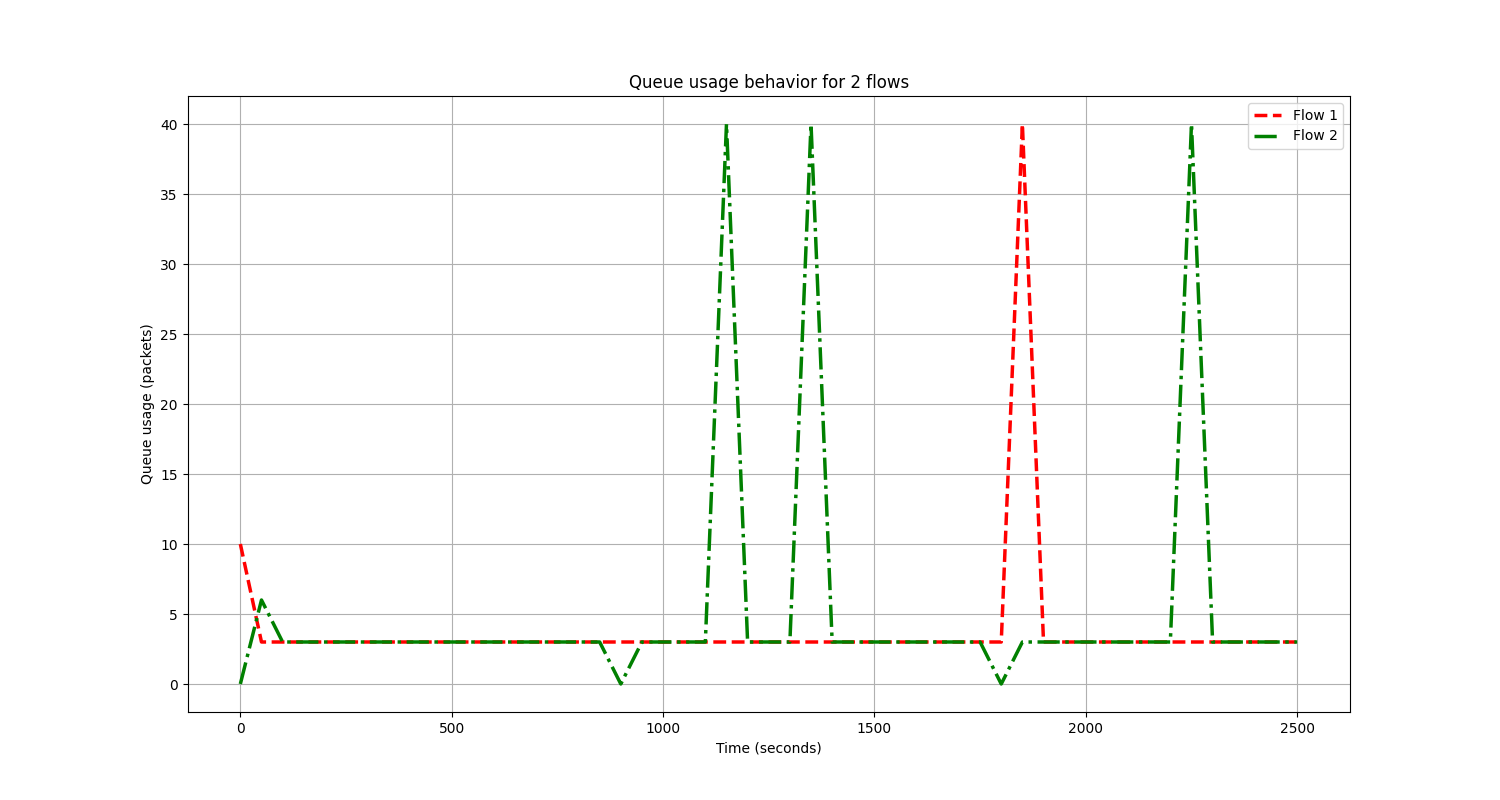 Queue usage behavior for 2 flows
Flow 1
Flow 2
Queue usage (packets)
40
35
30
25
20
15
10
5
0
0 500 1000 1500 2000 2500
Time (seconds)